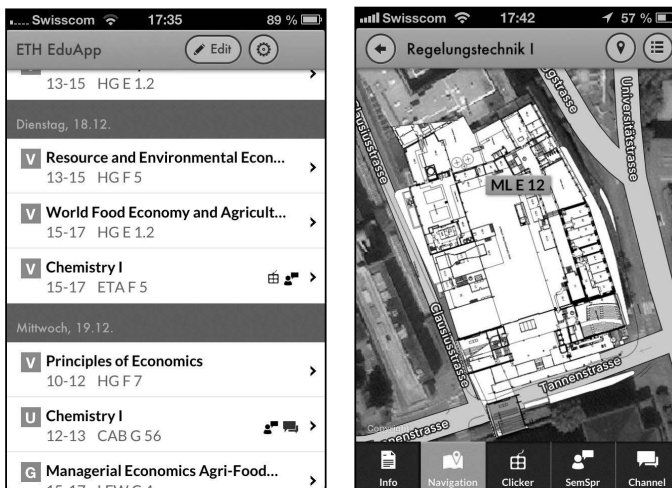 Swisscom 17:35 89 %
ETH EduApp Edit
13-15 HG E 1.2
Dienstag, 18.12.
V Resource and Environmental Econ...
13-15 HG F 5
V World Food Economy and Agricult...
15-17 HG E 1.2
V Chemistry I
15-17 ETA F 5
Mittwoch, 19.12.
V Principles of Economics
10-12 HG F 7
U Chemistry I
12-13 CAB G 56
G Managerial Economics Agri-Food...
Swisscom 17:42 57 %
Regelungstechnik I
Universitätstrasse
Clausiusstrasse
ML E 12
Clausiusstrasse
Tannenstrasse
Copyright
Info Navigation Clicker SemSpr Channel